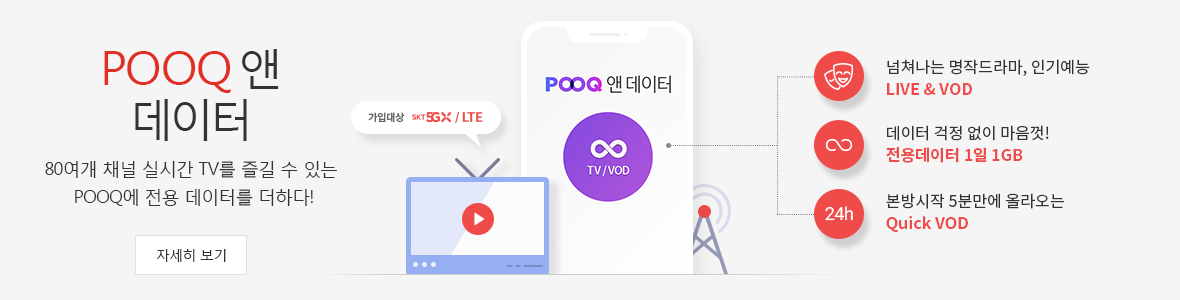 POOQ 앤
데이터
80여개 채널 실시간 TV를 즐길 수 있는
POOQ에 전용 데이터를 더하다!
자세히 보기
가입대상 SKT 5GX / LTE
POOQ 앤 데이터
TV / VOD
넘쳐나는 명작드라마, 인기예능
LIVE & VOD
데이터 걱정 없이 마음껏!
전용데이터 1일 1GB
24h
본방시작 5분만에 올라오는
Quick VOD